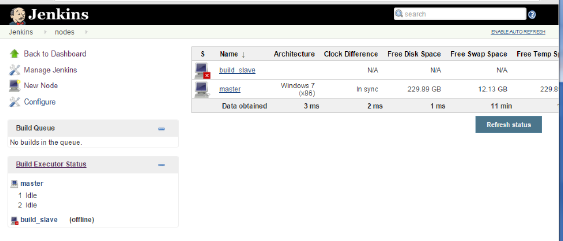 Jenkins
search
Jenkins nodes
ENABLE AUTO REFRESH
Back to Dashboard
Manage Jenkins
New Node
Configure
Build Queue
No builds in the queue.
Build Executor Status
master
1 Idle
2 Idle
build_slave (offline)
S Name ↓ Architecture Clock Difference Free Disk Space Free Swap Space Free Temp Sp
build_slave N/A N/A N/A
master Windows 7 (x86) In sync 229.89 GB 12.13 GB 229.8
Data obtained 3 ms 2 ms 1 ms 11 min
Refresh status